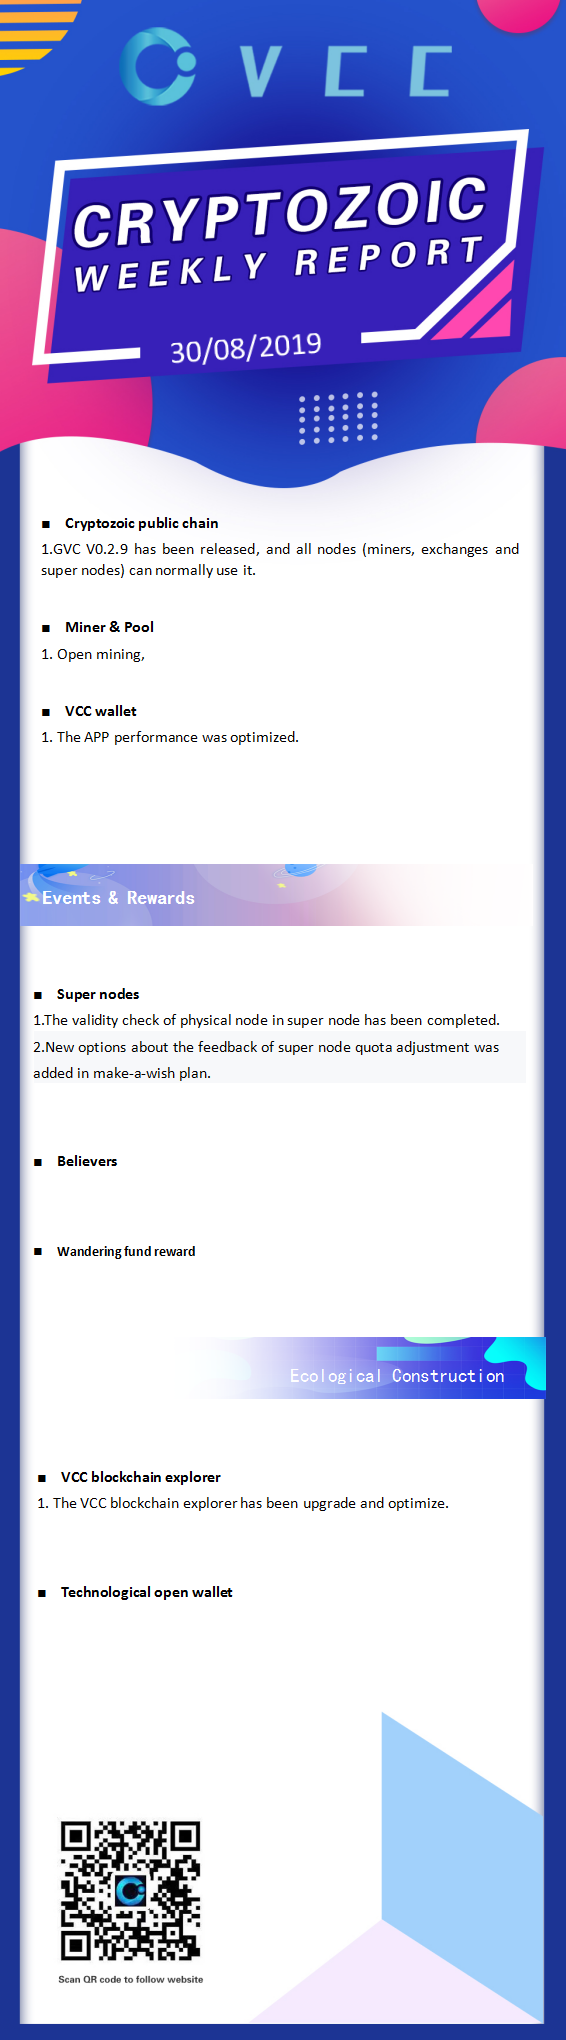 VCC
CRYPTOZOIC
WEEKLY REPORT
30/08/2019
■ Cryptozoic public chain
1.GVC V0.2.9 has been released, and all nodes (miners, exchanges and
super nodes) can normally use it.
■ Miner & Pool
1. Open mining,
■ VCC wallet
1. The APP performance was optimized.
Events & Rewards
■ Super nodes
1.The validity check of physical node in super node has been completed.
2.New options about the feedback of super node quota adjustment was
added in make-a-wish plan.
■ Believers
■ Wandering fund reward
Ecological Construction
■ VCC blockchain explorer
1. The VCC blockchain explorer has been upgrade and optimize.
■ Technological open wallet
Scan QR code to follow website